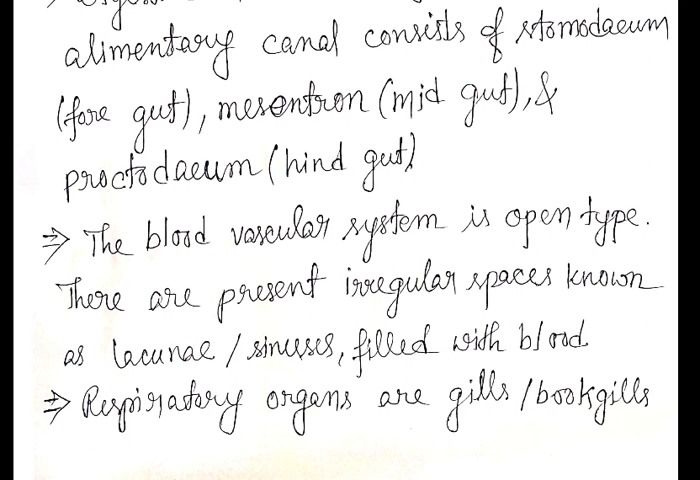 alimentary canal consists of stomodaeum
(fore gut), mesentron (mid gut), &
proctodaeum (hind gut)
⇒ The blood vascular system is open type.
There are present irregular spaces known
as lacunae / sinuses, filled with blood
⇒ Respiratory organs are gills / bookgills